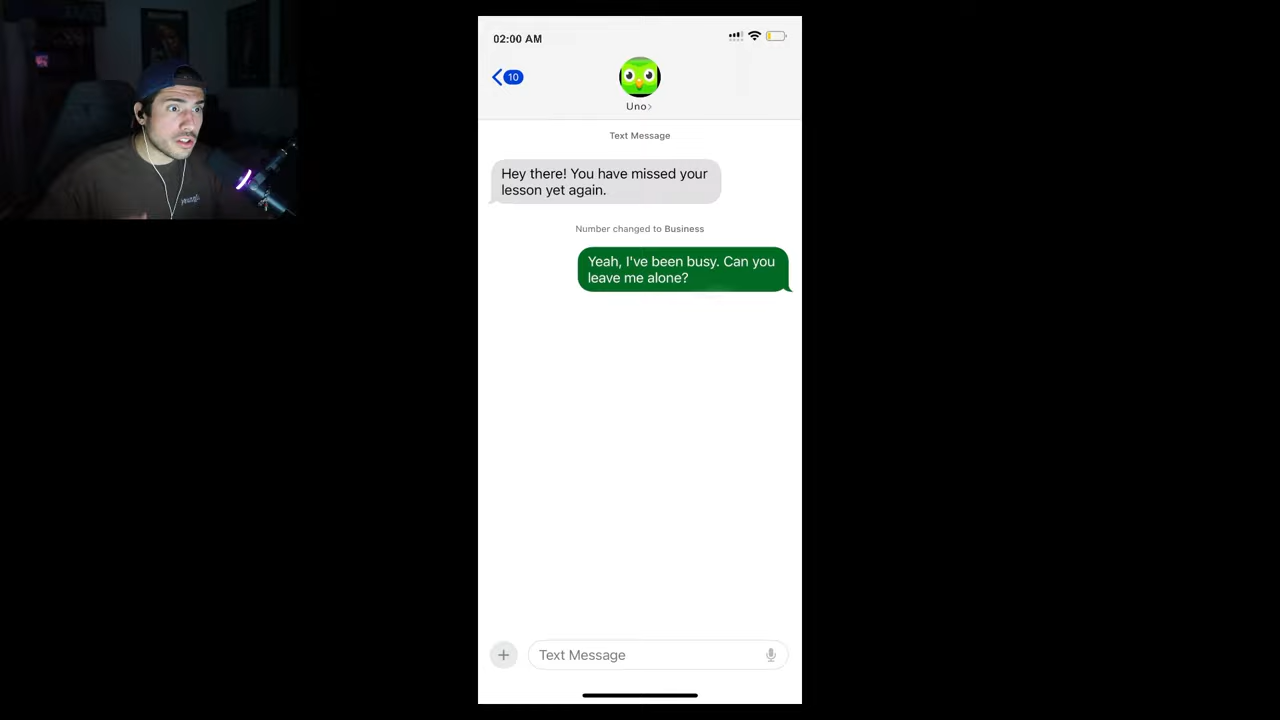 02:00 AM
10
Uno
Text Message
Hey there! You have missed your
lesson yet again.
Number changed to Business
Yeah, I've been busy. Can you
leave me alone?
Text Message